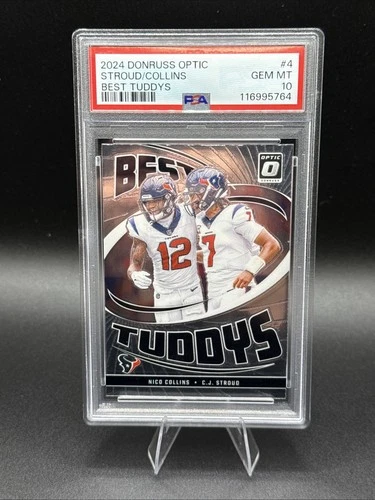 2024 DONRUSS OPTIC #4
STROUD/COLLINS GEM MT
BEST TUDDYS 10
PSA 116995764
BEST
OPTIC
12 7
TUDDYS
NICO COLLINS • C.J. STROUD